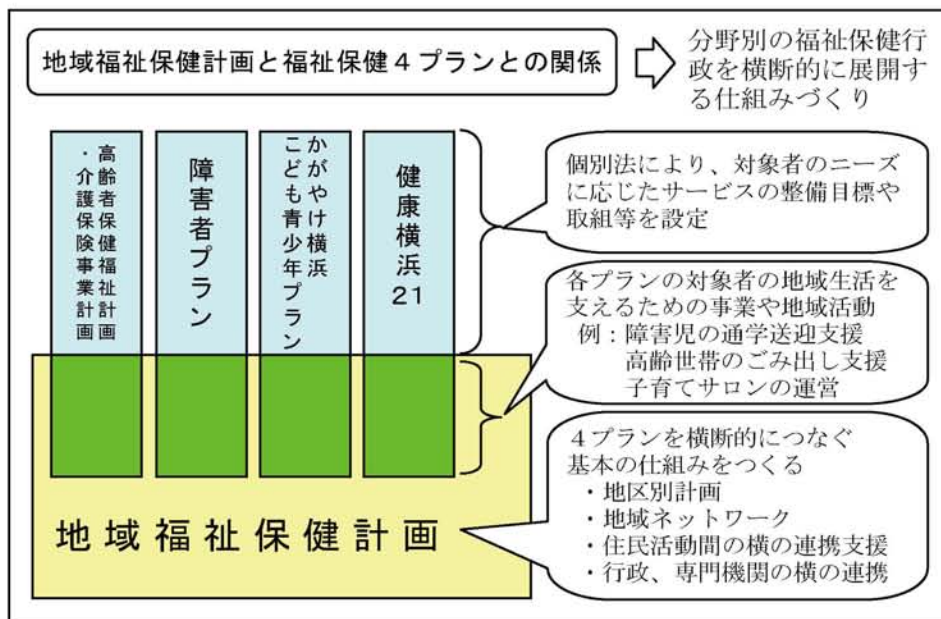 地域福祉保健計画と福祉保健4プランとの関係
分野別の福祉保健行
政を横断的に展開す
る仕組みづくり
高齢者保健福祉計画
・介護保険事業計画
障害者プラン
かがやけ横浜
こども青少年プラン
健康横浜
21
個別法により、対象者のニーズ
に応じたサービスの整備目標や
取組等を設定
各プランの対象者の地域生活を
支えるための事業や地域活動
例：障害児の通学送迎支援
高齢世帯のごみ出し支援
子育てサロンの運営
4プランを横断的につなぐ
基本の仕組みをつくる
・地区別計画
・地域ネットワーク
・住民活動間の横の連携支援
・行政、専門機関の横の連携
地域福祉保健計画